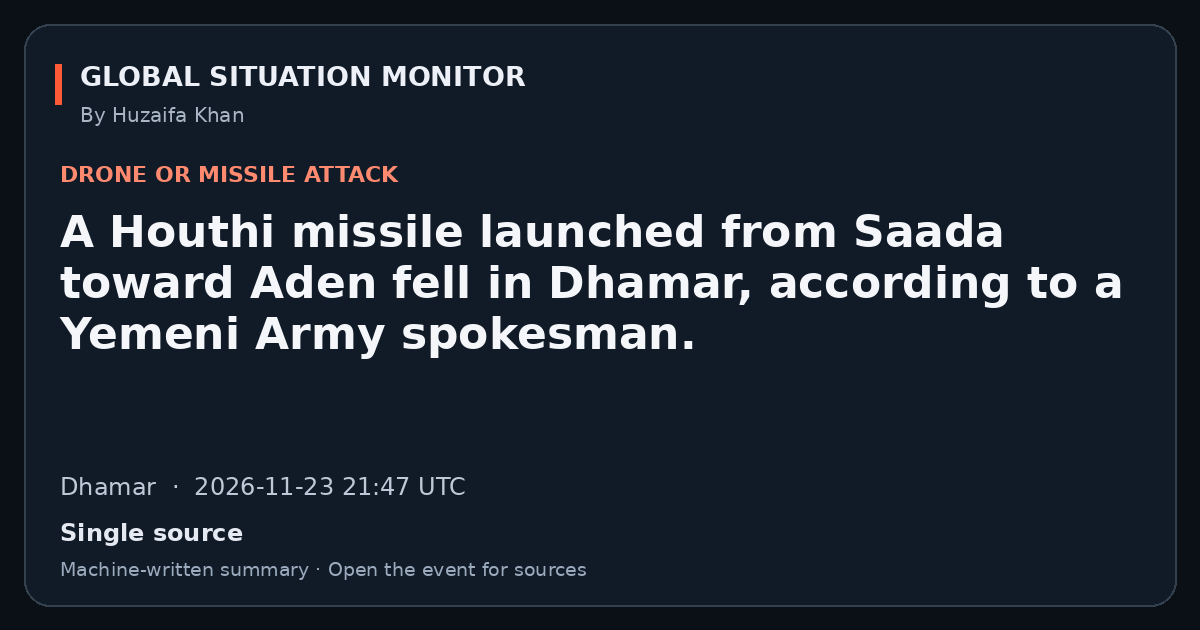 GLOBAL SITUATION MONITOR
By Huzaifa Khan
DRONE OR MISSILE ATTACK
A Houthi missile launched from Saada
toward Aden fell in Dhamar, according to a
Yemeni Army spokesman.
Dhamar · 2026-11-23 21:47 UTC
Single source
Machine-written summary · Open the event for sources